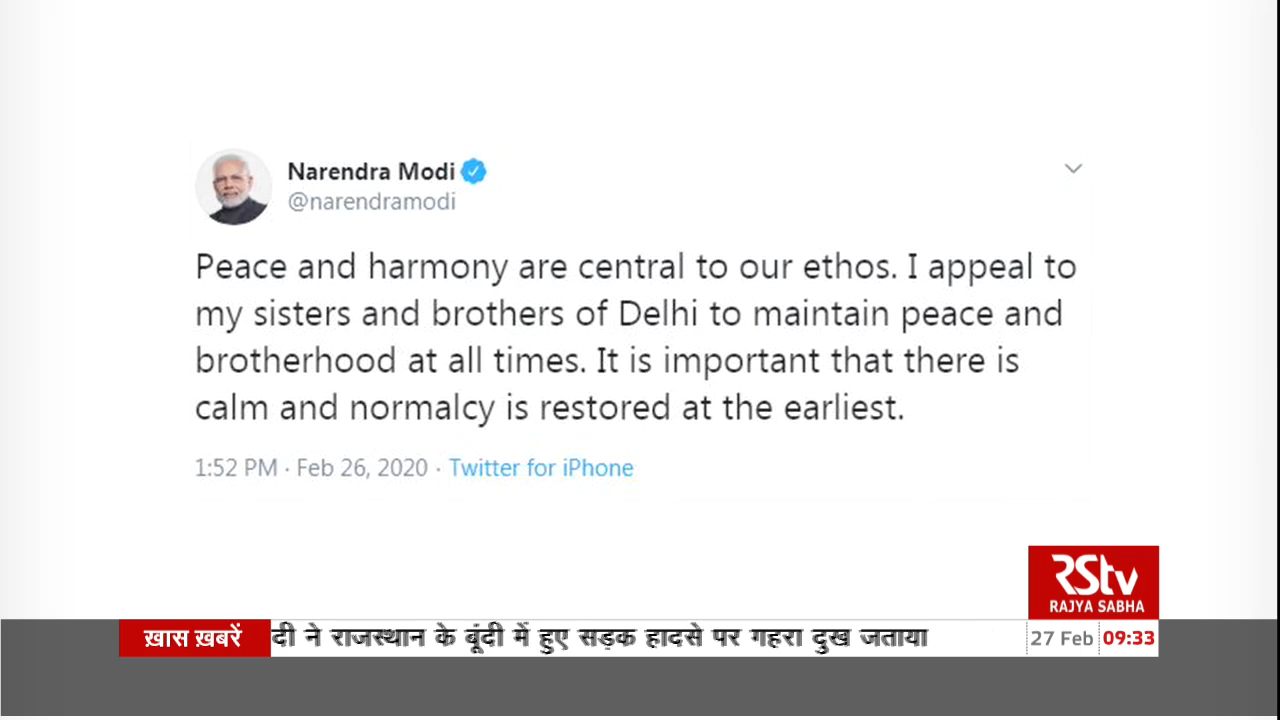 Narendra Modi
@narendramodi
Peace and harmony are central to our ethos. I appeal to
my sisters and brothers of Delhi to maintain peace and
brotherhood at all times. It is important that there is
calm and normalcy is restored at the earliest.
1:52 PM · Feb 26, 2020 · Twitter for iPhone
RStv
RAJYA SABHA
ख़ास ख़बरें दी ने राजस्थान के बूंदी में हुए सड़क हादसे पर गहरा दुख जताया 27 Feb 09:33